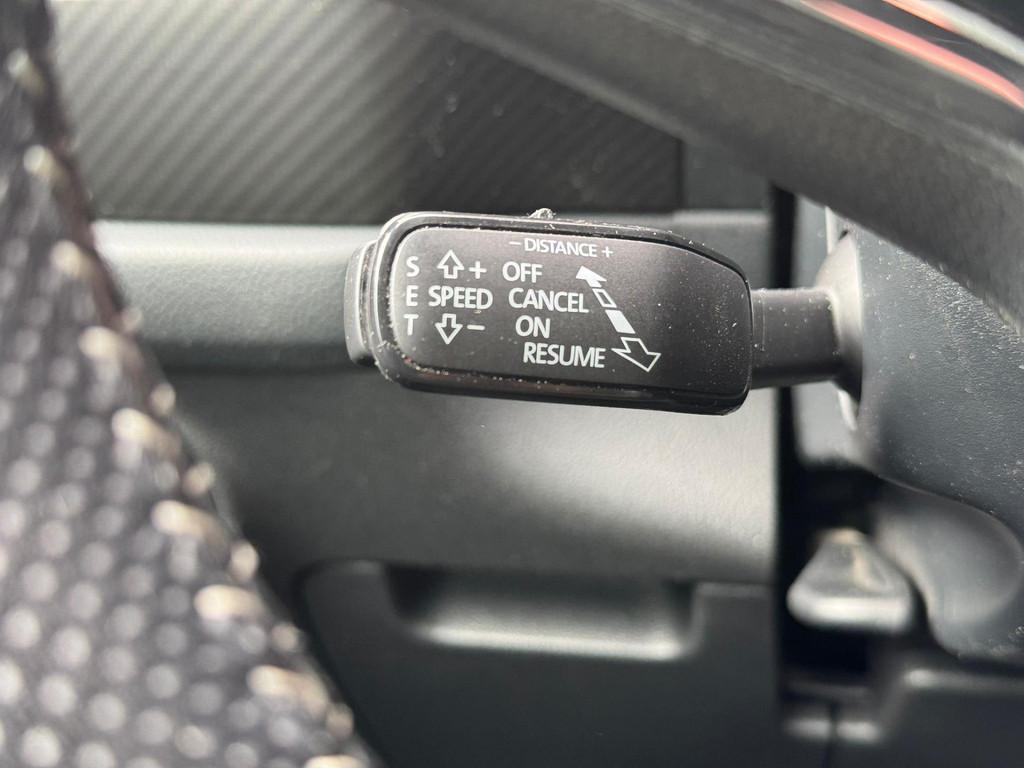 – DISTANCE +
S + OFF
E SPEED CANCEL
T – ON
RESUME